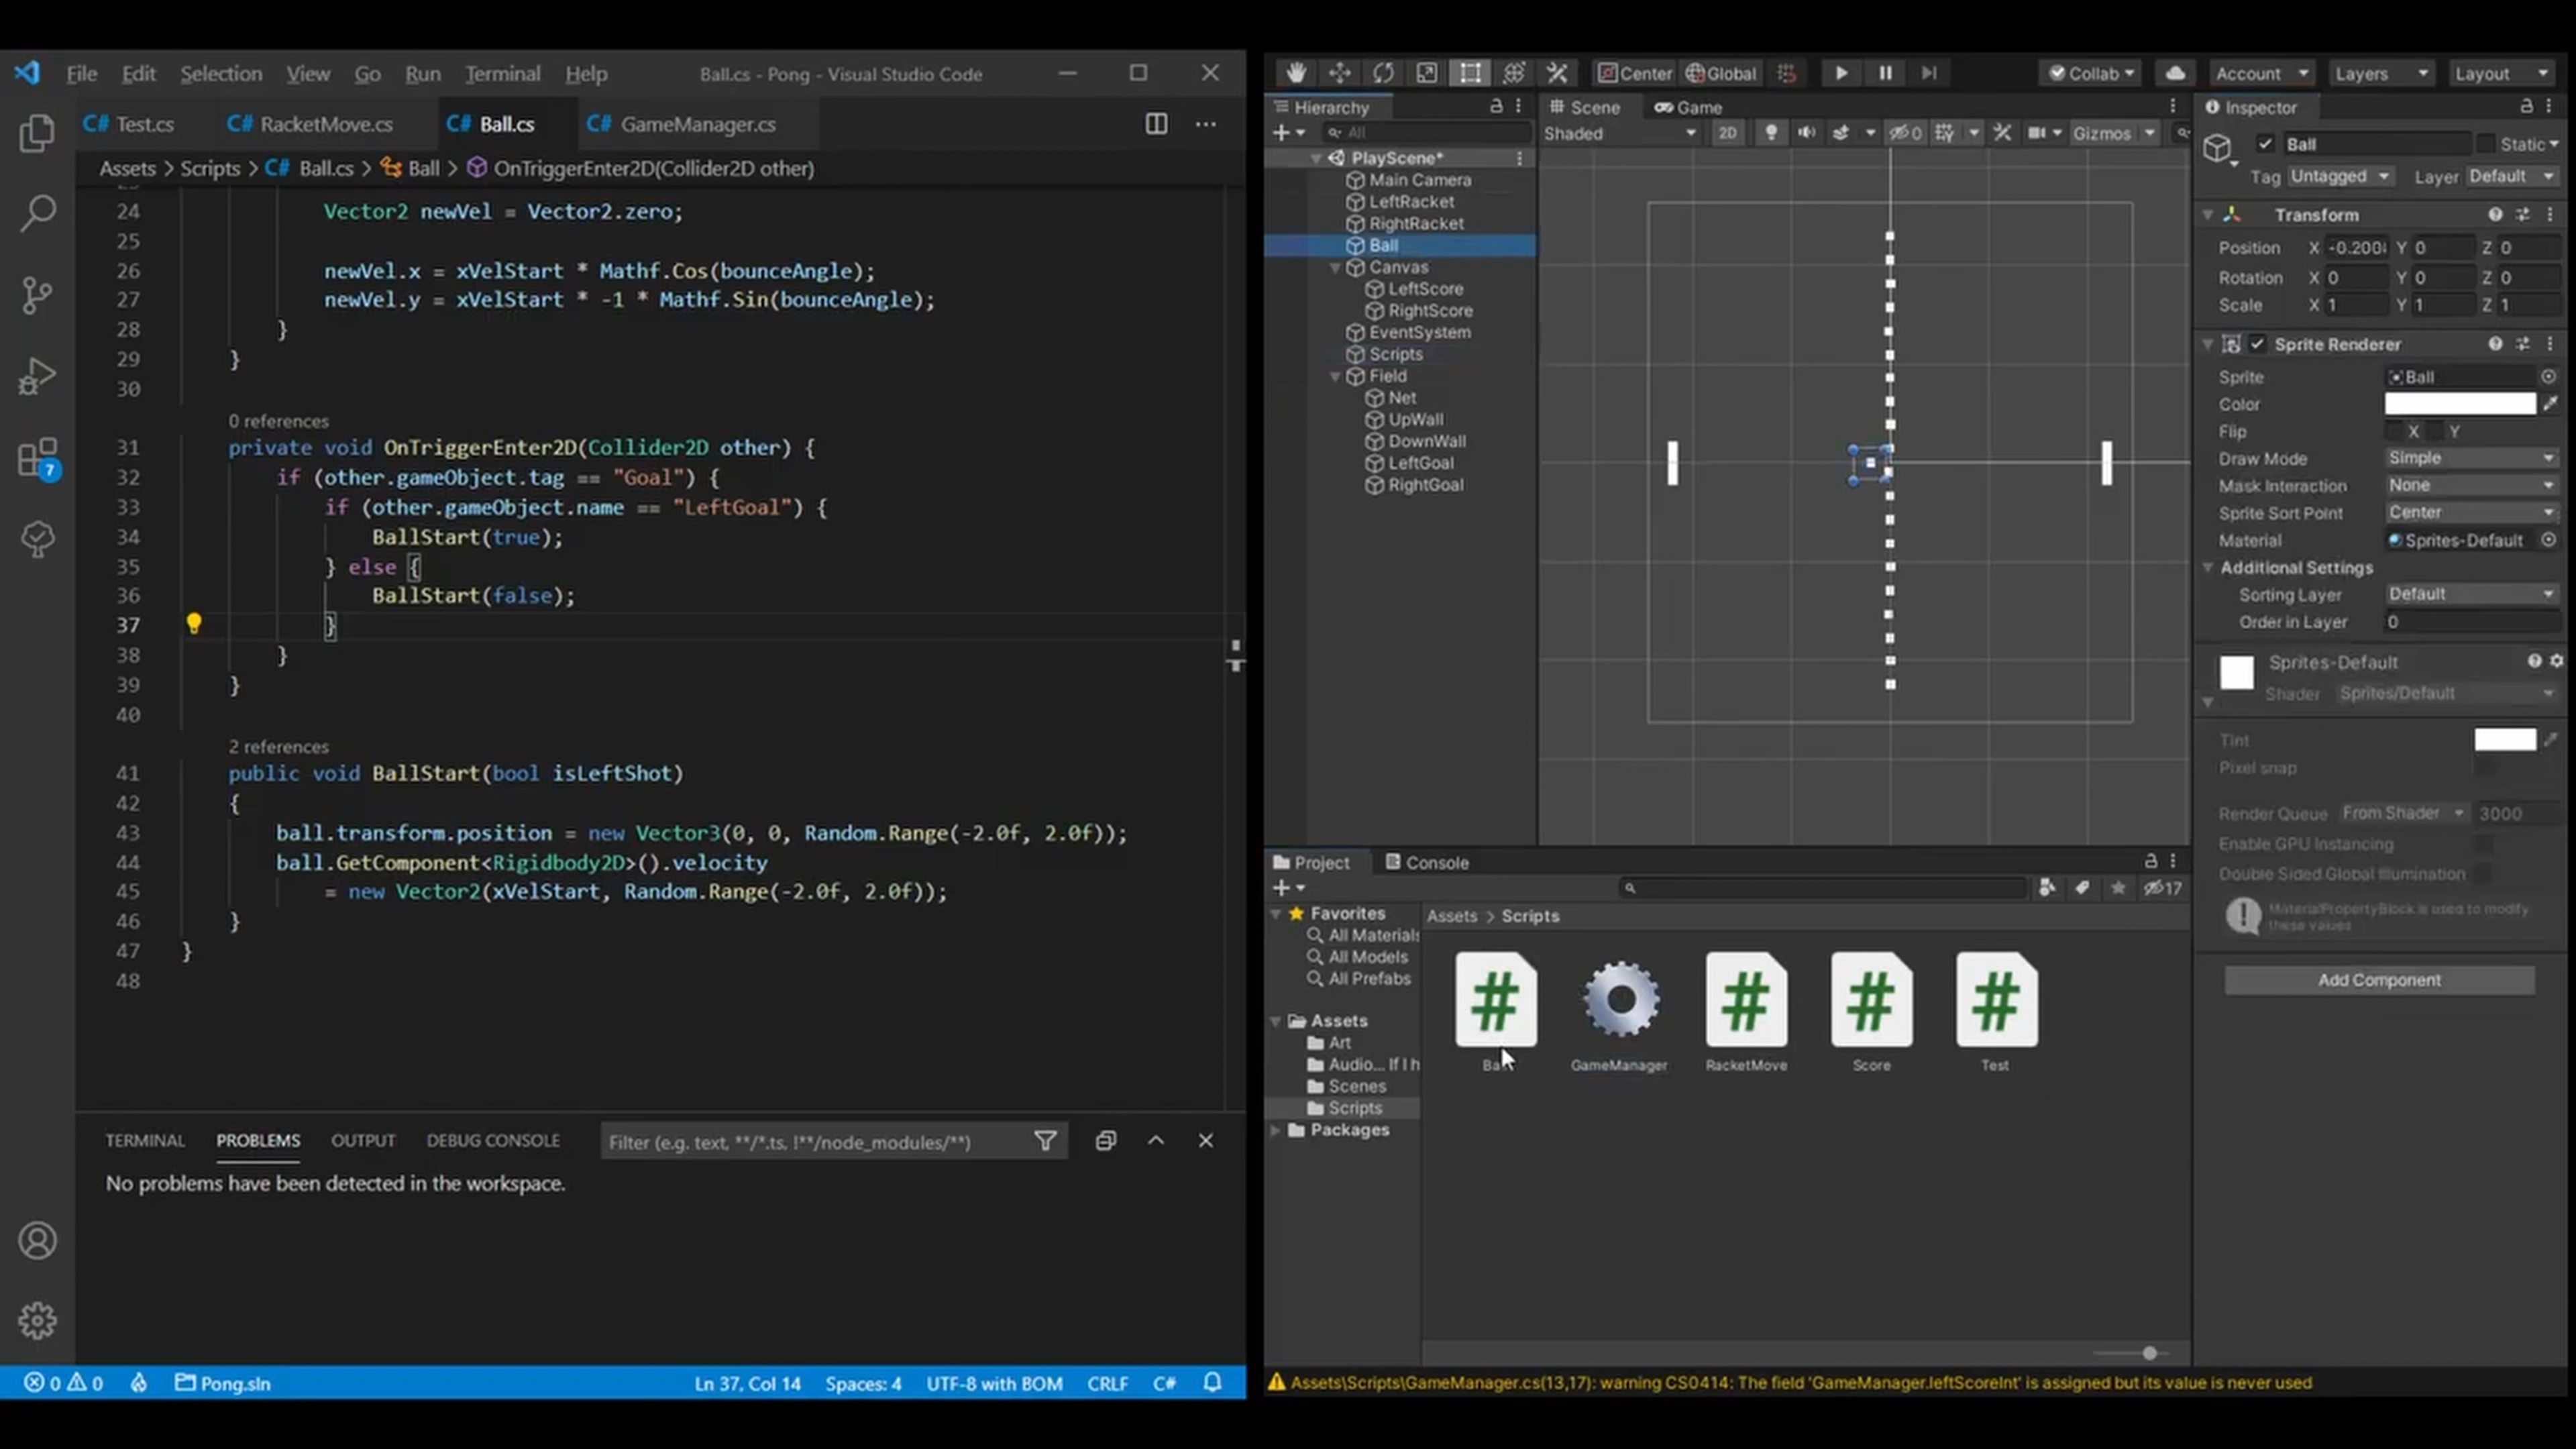 File Edit Selection View Go Run Terminal Help Ball.cs - Pong - Visual Studio Code
C# Test.cs C# RacketMove.cs C# Ball.cs C# GameManager.cs
Assets > Scripts > C# Ball.cs > Ball > OnTriggerEnter2D(Collider2D other)
24 Vector2 newVel = Vector2.zero;
25
26 newVel.x = xVelStart * Mathf.Cos(bounceAngle);
27 newVel.y = xVelStart * -1 * Mathf.Sin(bounceAngle);
28 }
29 }
30
0 references
31 private void OnTriggerEnter2D(Collider2D other) {
32 if (other.gameObject.tag == "Goal") {
33 if (other.gameObject.name == "LeftGoal") {
34 BallStart(true);
35 } else {
36 BallStart(false);
37 }
38 }
39 }
40
2 references
41 public void BallStart(bool isLeftShot)
42 {
43 ball.transform.position = new Vector3(0, 0, Random.Range(-2.0f, 2.0f));
44 ball.GetComponent<Rigidbody2D>().velocity
45 = new Vector2(xVelStart, Random.Range(-2.0f, 2.0f));
46 }
47 }
48
7
TERMINAL PROBLEMS OUTPUT DEBUG CONSOLE Filter (e.g. text, **/*.ts, !**/node_modules/**)
No problems have been detected in the workspace.
0 0 Pong.sln Ln 37, Col 14 Spaces: 4 UTF-8 with BOM CRLF C#
Center Global Collab Account Layers Layout
Hierarchy
All
PlayScene*
Main Camera
LeftRacket
RightRacket
Ball
Canvas
LeftScore
RightScore
EventSystem
Scripts
Field
Net
UpWall
DownWall
LeftGoal
RightGoal
Scene Game
Shaded 2D 0 Gizmos
Inspector
Ball Static
Tag Untagged Layer Default
Transform
Position X -0.200 Y 0 Z 0
Rotation X 0 Y 0 Z 0
Scale X 1 Y 1 Z 1
Sprite Renderer
Sprite Ball
Color
Flip X Y
Draw Mode Simple
Mask Interaction None
Sprite Sort Point Center
Material Sprites-Default
Additional Settings
Sorting Layer Default
Order in Layer 0
Sprites-Default
Shader Sprites/Default
Tint
Pixel snap
Render Queue From Shader 3000
Enable GPU Instancing
Double Sided Global Illumination
MaterialPropertyBlock is used to modify
these values
Add Component
Project Console
17
Favorites
All Materials
All Models
All Prefabs
Assets
Art
Audio... If I h
Scenes
Scripts
Packages
Assets > Scripts
# # # #
GameManager RacketMove Score Test
Assets\Scripts\GameManager.cs(13,17): warning CS0414: The field 'GameManager.leftScoreInt' is assigned but its value is never used